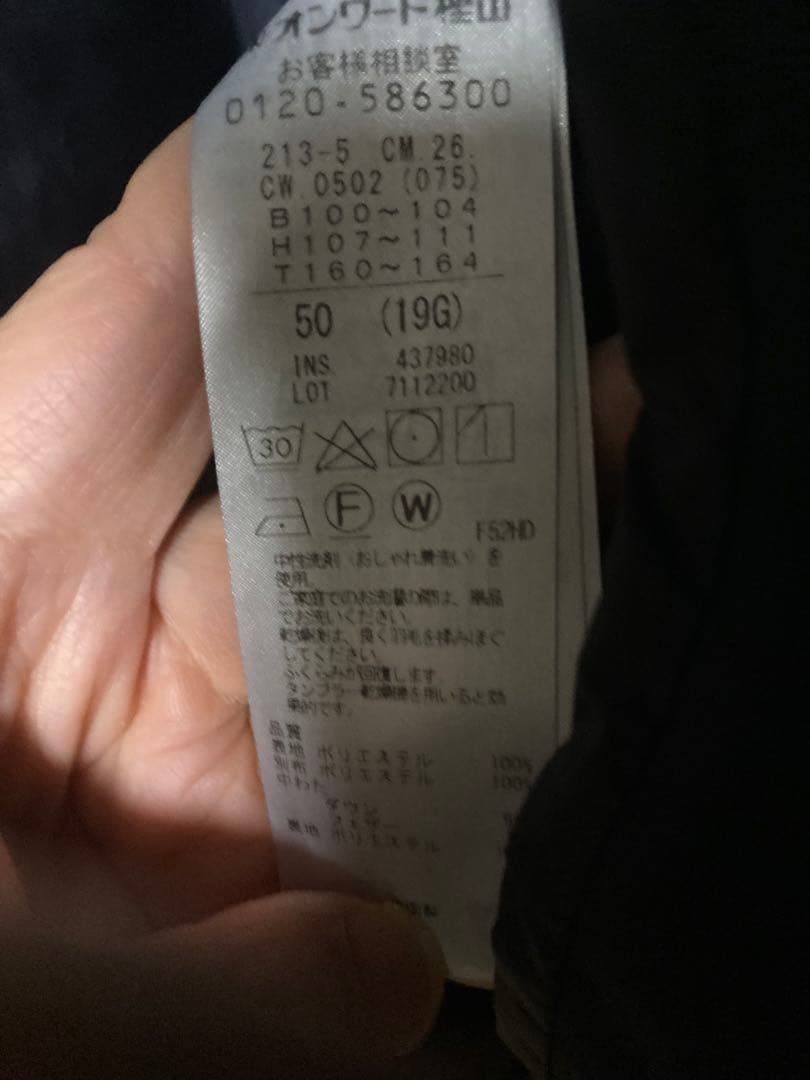 オンワード樫山
お客様相談室
0120-586300
213-5 CM.26.
CW.0502 (075)
B100~104
H107~111
T160~164
50 (19G)
INS 437980
LOT 7112200
30
F W
F52HD
中性洗剤(おしゃれ着洗い)を
使用。
ご家庭でのお洗濯の際は、単品
でお洗いください。
乾燥後は、良く羽毛を揉みほぐ
してください。
ふくらみが回復します。
タンブラー乾燥機を用いると効
果的です。
品質
表地 ポリエステル 100%
別布 ポリエステル 100%
中わた
ダウン
フェザー
裏地 ポリエステル